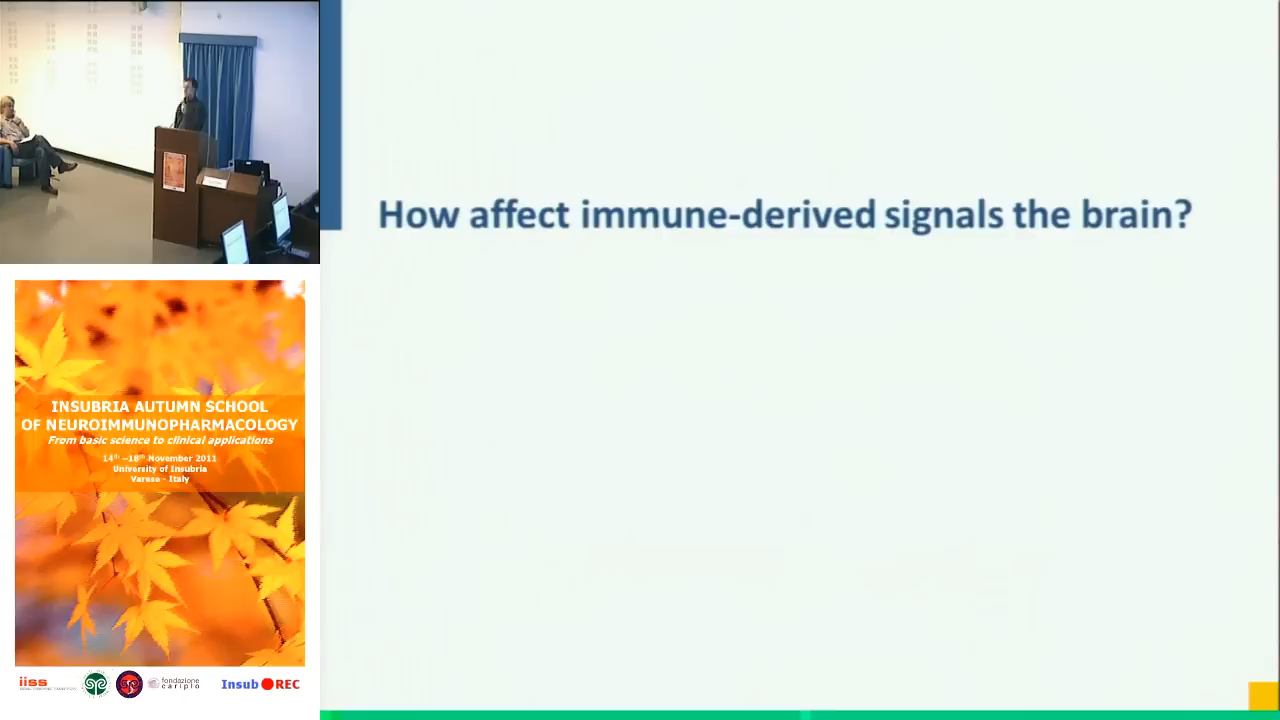 How affect immune-derived signals the brain?
INSUBRIA AUTUMN SCHOOL
OF NEUROIMMUNOPHARMACOLOGY
From basic science to clinical applications
14th –18th November 2011
University of Insubria
Varese - Italy
iiss
fondazione
cariplo
Insub REC